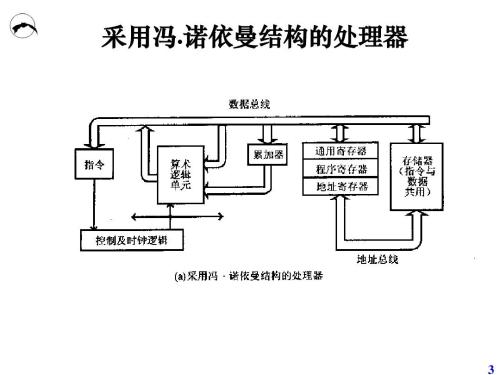 采用冯.诺依曼结构的处理器
数据总线
指令
算术
逻辑
单元
累加器
通用寄存器
程序寄存器
地址寄存器
存储器
(指令与
数据
共用)
控制及时钟逻辑
地址总线
(a)采用冯·诺依曼结构的处理器
3